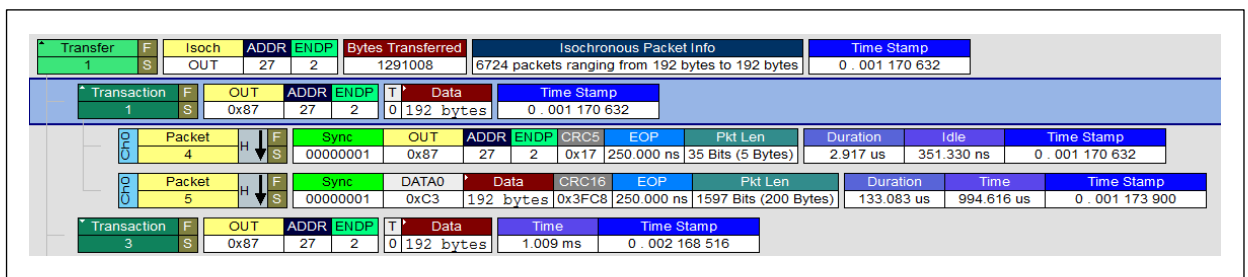 Transfer F Isoch ADDR ENDP Bytes Transferred Isochronous Packet Info Time Stamp
1 S OUT 27 2 1291008 6724 packets ranging from 192 bytes to 192 bytes 0 . 001 170 632
Transaction F OUT ADDR ENDP T Data Time Stamp
1 S 0x87 27 2 0 192 bytes 0 . 001 170 632
Ch0 Packet H F Sync OUT ADDR ENDP CRC5 EOP Pkt Len Duration Idle Time Stamp
4 S 00000001 0x87 27 2 0x17 250.000 ns 35 Bits (5 Bytes) 2.917 us 351.330 ns 0 . 001 170 632
Ch0 Packet H F Sync DATA0 Data CRC16 EOP Pkt Len Duration Time Time Stamp
5 S 00000001 0xC3 192 bytes 0x3FC8 250.000 ns 1597 Bits (200 Bytes) 133.083 us 994.616 us 0 . 001 173 900
Transaction F OUT ADDR ENDP T Data Time Time Stamp
3 S 0x87 27 2 0 192 bytes 1.009 ms 0 . 002 168 516